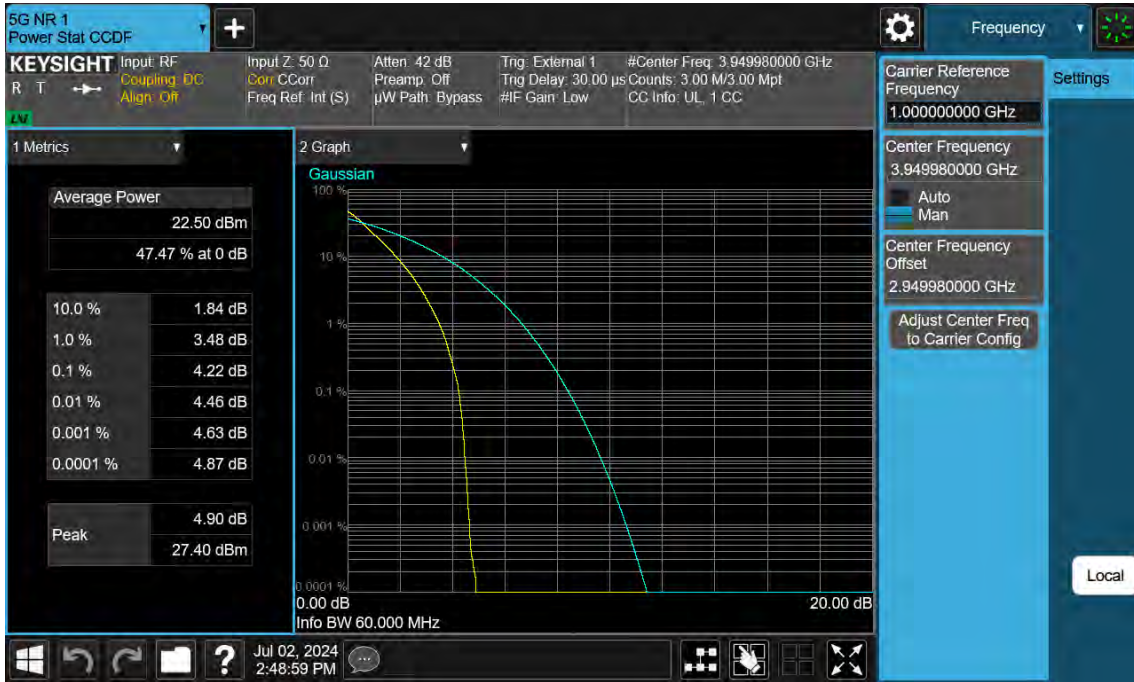 5G NR 1
Power Stat CCDF
+
Frequency
KEYSIGHT
R T
LNI
Input: RF
Coupling: DC
Align: Off
Input Z: 50 Ω
Corr CCorr
Freq Ref: Int (S)
Atten: 42 dB
Preamp: Off
µW Path: Bypass
Trig: External 1
Trig Delay: 30.00 µs
#IF Gain: Low
#Center Freq: 3.949980000 GHz
Counts: 3.00 M/3.00 Mpt
CC Info: UL, 1 CC
1 Metrics
Average Power
22.50 dBm
47.47 % at 0 dB
10.0 % 1.84 dB
1.0 % 3.48 dB
0.1 % 4.22 dB
0.01 % 4.46 dB
0.001 % 4.63 dB
0.0001 % 4.87 dB
Peak
4.90 dB
27.40 dBm
2 Graph
Gaussian
100 %
10 %
1 %
0.1 %
0.01 %
0.001 %
0.0001 %
0.00 dB 20.00 dB
Info BW 60.000 MHz
Carrier Reference
Frequency
1.000000000 GHz
Center Frequency
3.949980000 GHz
Auto
Man
Center Frequency
Offset
2.949980000 GHz
Adjust Center Freq
to Carrier Config
Settings
Local
?
Jul 02, 2024
2:48:59 PM